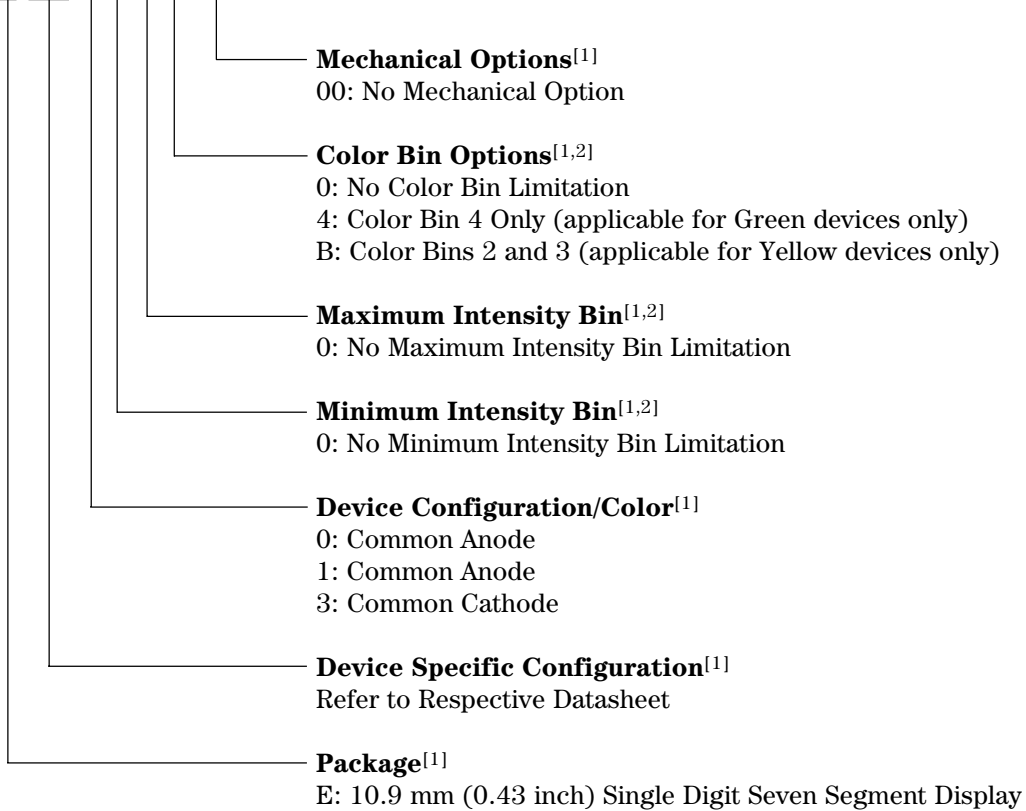 Mechanical Options[1]
00: No Mechanical Option
Color Bin Options[1,2]
0: No Color Bin Limitation
4: Color Bin 4 Only (applicable for Green devices only)
B: Color Bins 2 and 3 (applicable for Yellow devices only)
Maximum Intensity Bin[1,2]
0: No Maximum Intensity Bin Limitation
Minimum Intensity Bin[1,2]
0: No Minimum Intensity Bin Limitation
Device Configuration/Color[1]
0: Common Anode
1: Common Anode
3: Common Cathode
Device Specific Configuration[1]
Refer to Respective Datasheet
Package[1]
E: 10.9 mm (0.43 inch) Single Digit Seven Segment Display